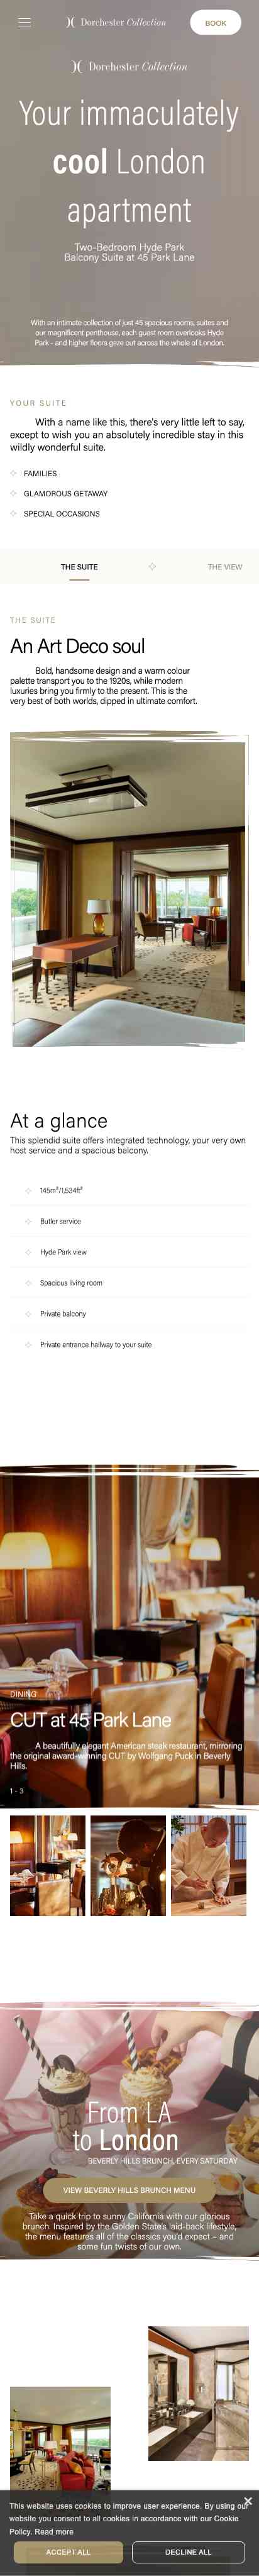 Dorchester Collection
BOOK
Dorchester Collection
Your immaculately
cool London
apartment
Two-Bedroom Hyde Park
Balcony Suite at 45 Park Lane
With an intimate collection of just 45 spacious rooms, suites and
our magnificent penthouse, each guest room overlooks Hyde
Park - and higher floors gaze out across the whole of London.
YOUR SUITE
With a name like this, there's very little left to say,
except to wish you an absolutely incredible stay in this
wildly wonderful suite.
FAMILIES
GLAMOROUS GETAWAY
SPECIAL OCCASIONS
THE SUITE
THE VIEW
THE SUITE
An Art Deco soul
Bold, handsome design and a warm colour
palette transport you to the 1920s, while modern
luxuries bring you firmly to the present. This is the
very best of both worlds, dipped in ultimate comfort.
At a glance
This splendid suite offers integrated technology, your very own
host service and a spacious balcony.
145m²/1,534ft²
Butler service
Hyde Park view
Spacious living room
Private balcony
Private entrance hallway to your suite
DINING
CUT at 45 Park Lane
A beautifully elegant American steak restaurant, mirroring
the original award-winning CUT by Wolfgang Puck in Beverly
Hills.
1 - 3
From LA
to London
BEVERLY HILLS BRUNCH, EVERY SATURDAY
VIEW BEVERLY HILLS BRUNCH MENU
Take a quick trip to sunny California with our glorious
brunch. Inspired by the Golden State's laid-back lifestyle,
the menu features all of the classics you'd expect – and
some fun twists of our own.
This website uses cookies to improve user experience. By using our
website you consent to all cookies in accordance with our Cookie
Policy. Read more
ACCEPT ALL
DECLINE ALL